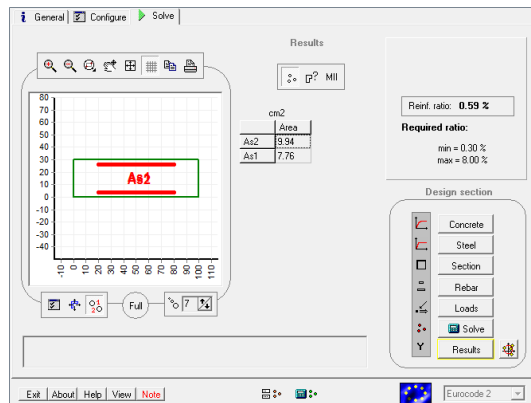 General Configure Solve
Results
MII
80
70
60
50
40
30
20
10
0
-10
-20
-30
-40
-10 0 10 20 30 40 50 60 70 80 90 100 110
cm2
Area
As2 9.94
As1 7.76
Reinf. ratio: 0.59 %
Required ratio:
min = 0.30 %
max = 8.00 %
Design section
Concrete
Steel
Section
Rebar
Loads
Solve
Results
Full
7
Exit About Help View Note
Eurocode 2